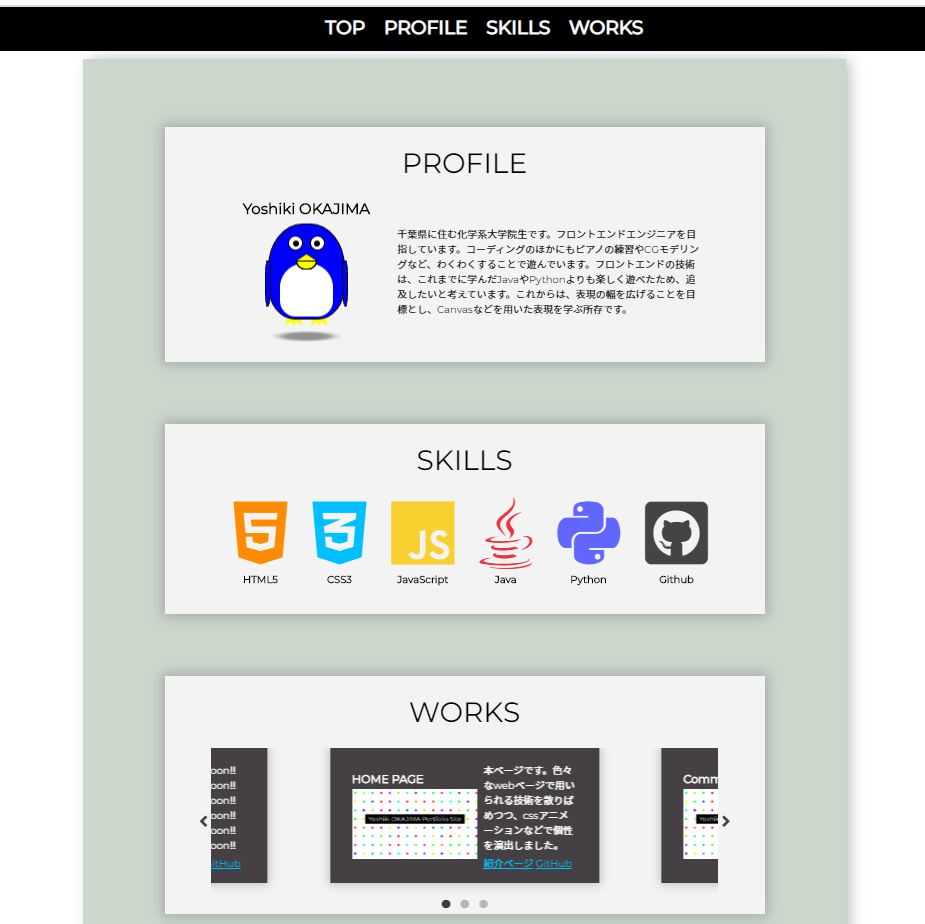 TOP PROFILE SKILLS WORKS
PROFILE
Yoshiki OKAJIMA
千葉県に住む化学系大学院生です。フロントエンドエンジニアを目
指しています。コーディングのほかにもピアノの練習やCGモデリン
グなど、わくわくすることで遊んでいます。フロントエンドの技術
は、これまでに学んだJavaやPythonよりも楽しく遊べたため、追
及したいと考えています。これからは、表現の幅を広げることを目
標とし、Canvasなどを用いた表現を学ぶ所存です。
SKILLS
JS
HTML5 CSS3 JavaScript Java Python Github
WORKS
oon!!
oon!!
oon!!
oon!!
oon!!
oon!!
itHub
HOME PAGE
Yoshiki OKAJIMA Portfolio Site
本ページです。色々
なwebページで用い
られる技術を散りば
めつつ、cssアニメ
ーションなどで個性
を演出しました。
紹介ページ GitHub
Comm
Yoshi